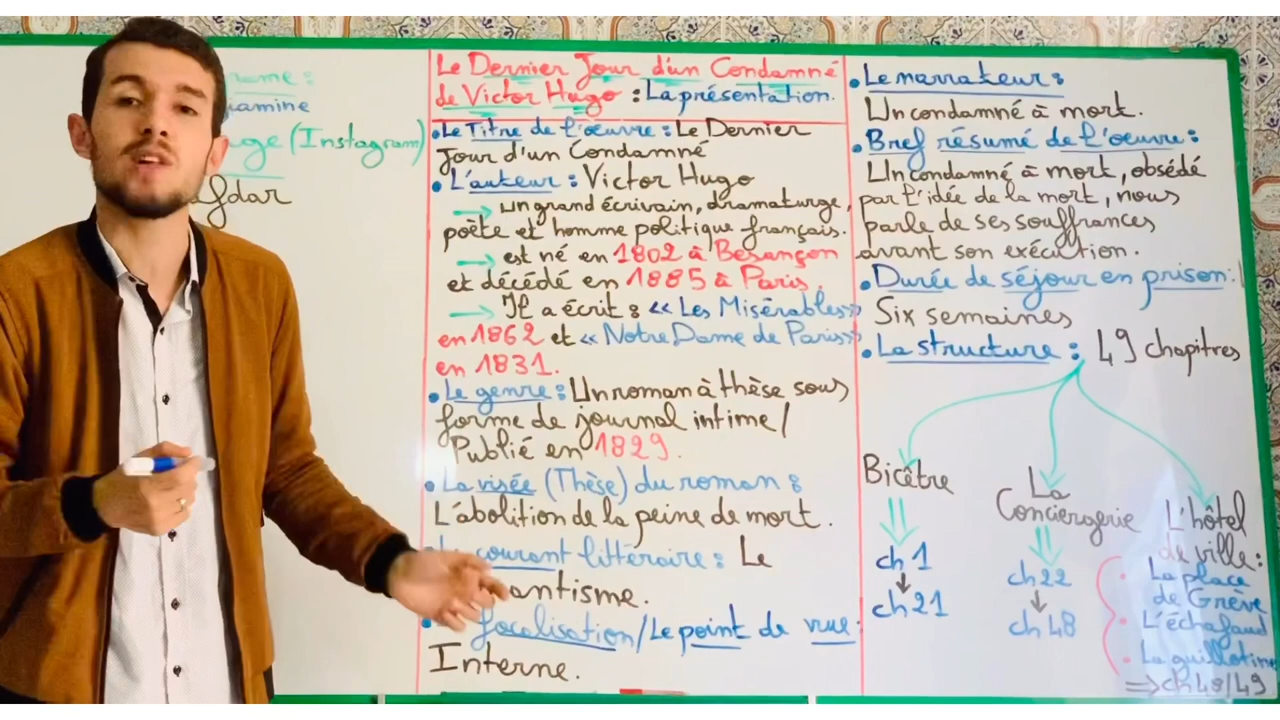 name :
iamine
age (Instagram)
afdar
Le Dernier Jour d'un Condamné
de Victor Hugo : La présentation.
• Le Titre de l'œuvre : Le Dernier
Jour d'un Condamné
• L'auteur : Victor Hugo
→ un grand écrivain, dramaturge,
poète et homme politique français.
→ est né en 1802 à Besançon
et décédé en 1885 à Paris.
→ Il a écrit : « Les Misérables »
en 1862 et « Notre Dame de Paris »
en 1831.
• Le genre : Un roman à thèse sous
forme de journal intime /
Publié en 1829.
• La visée (Thèse) du roman :
L'abolition de la peine de mort.
courant littéraire : Le
antisme.
• focalisation / Le point de vue :
Interne.
• Le narrateur :
Un condamné à mort.
• Bref résumé de l'œuvre :
Un condamné à mort, obsédé
par l'idée de la mort, nous
parle de ses souffrances
avant son exécution.
• Durée de séjour en prison :
Six semaines
• La structure : 49 chapitres
Bicêtre
ch 1
ch 21
La
Conciergerie
ch 22
ch 48
L'hôtel
de ville :
• La place
de Grève
• L'échafaud
• La guillotine
⇒ ch 48/49